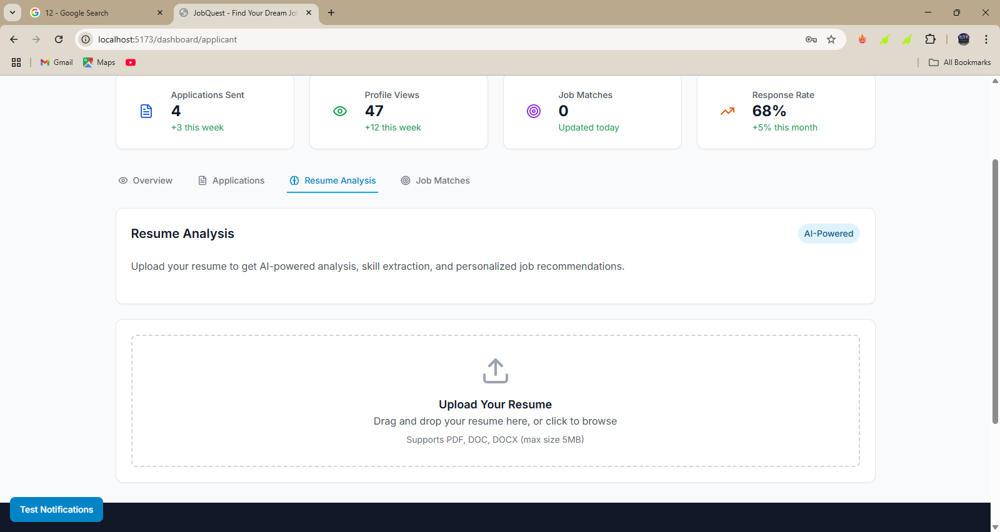 12 - Google Search
JobQuest - Find Your Dream Jo
localhost:5173/dashboard/applicant
Gmail
Maps
All Bookmarks
Applications Sent
4
+3 this week
Profile Views
47
+12 this week
Job Matches
0
Updated today
Response Rate
68%
+5% this month
Overview
Applications
Resume Analysis
Job Matches
Resume Analysis
AI-Powered
Upload your resume to get AI-powered analysis, skill extraction, and personalized job recommendations.
Upload Your Resume
Drag and drop your resume here, or click to browse
Supports PDF, DOC, DOCX (max size 5MB)
Test Notifications